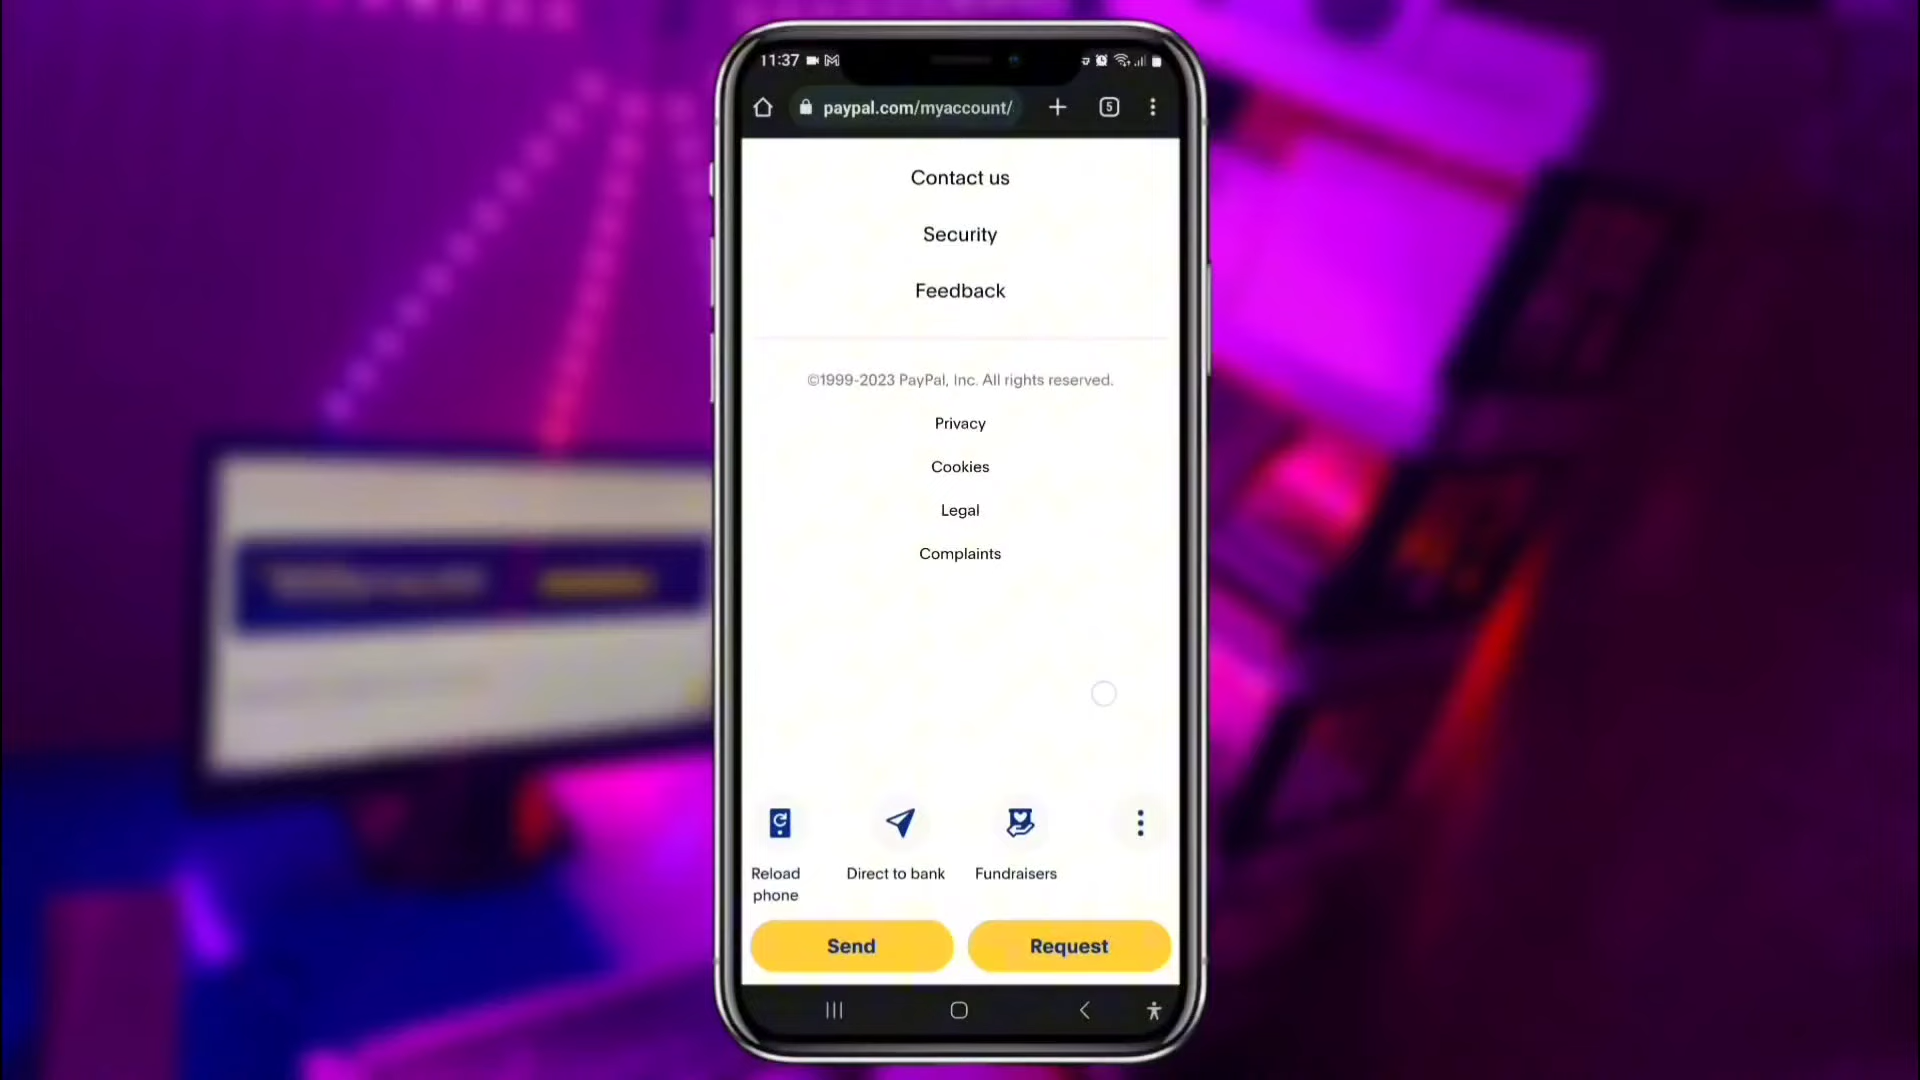 11:37
paypal.com/myaccount/
5
Contact us
Security
Feedback
©1999-2023 PayPal, Inc. All rights reserved.
Privacy
Cookies
Legal
Complaints
Reload
phone
Direct to bank
Fundraisers
Send
Request